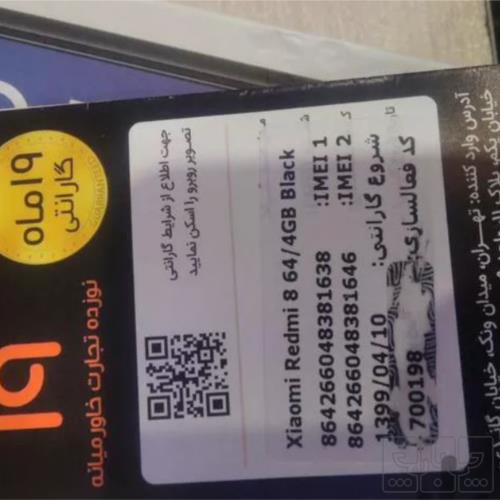 ۱۹ماه
گارانتی
۱۹
نوزده تجارت خاورمیانه
جهت اطلاع از شرایط گارانتی
تصویر روبرو را اسکن نمایید
Xiaomi Redmi 8 64/4GB Black
864266048381638 :IMEI 1
864266048381646 :IMEI 2
شروع گارانتی: 1399/04/10
کد فعالسازی: 700198
آدرس وارد کننده: تهران، میدان ونک، خیابان